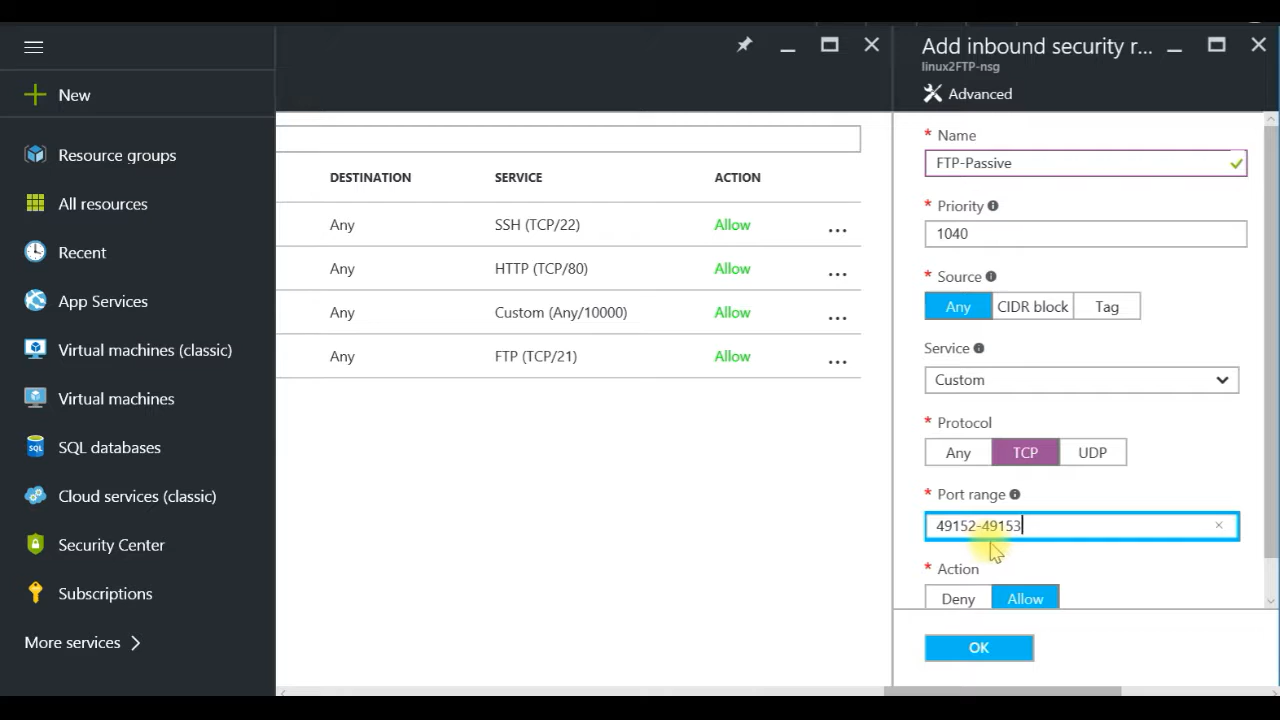 New
Resource groups
All resources
Recent
App Services
Virtual machines (classic)
Virtual machines
SQL databases
Cloud services (classic)
Security Center
Subscriptions
More services
DESTINATION SERVICE ACTION
Any SSH (TCP/22) Allow ...
Any HTTP (TCP/80) Allow ...
Any Custom (Any/10000) Allow ...
Any FTP (TCP/21) Allow ...
Add inbound security r...
linux2FTP-nsg
Advanced
* Name
FTP-Passive
* Priority
1040
* Source
Any CIDR block Tag
Service
Custom
* Protocol
Any TCP UDP
* Port range
49152-49153
* Action
Deny Allow
OK